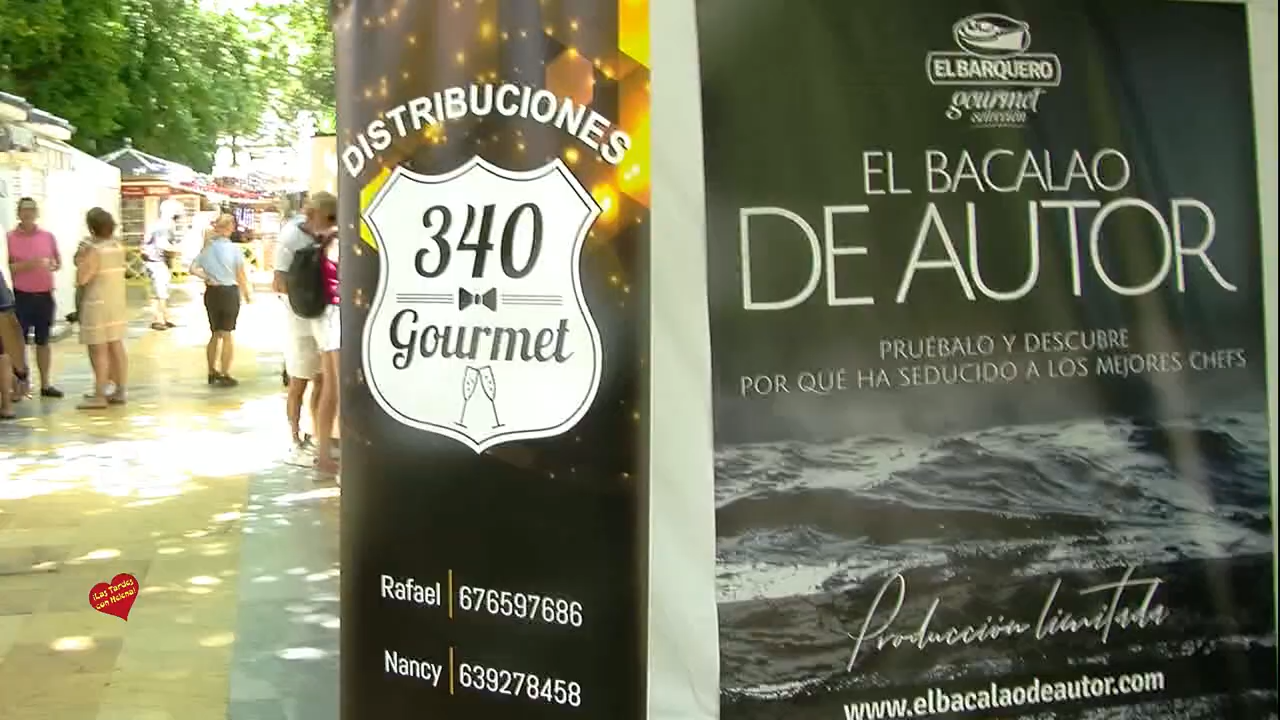 DISTRIBUCIONES
340
Gourmet
Rafael | 676597686
Nancy | 639278458
EL BARQUERO
gourmet
selección
EL BACALAO
DE AUTOR
PRUÉBALO Y DESCUBRE
POR QUÉ HA SEDUCIDO A LOS MEJORES CHEFS
Producción limitada
www.elbacalaodeautor.com
¡Las Tardes
con Helena!